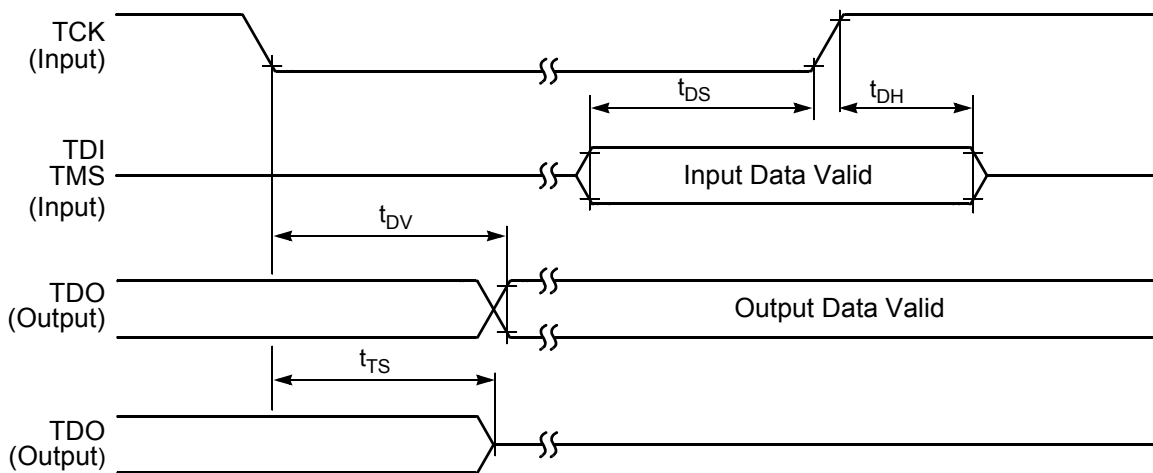 TCK
(Input)
tDS
tDH
TDI
TMS
(Input)
Input Data Valid
tDV
TDO
(Output)
Output Data Valid
tTS
TDO
(Output)